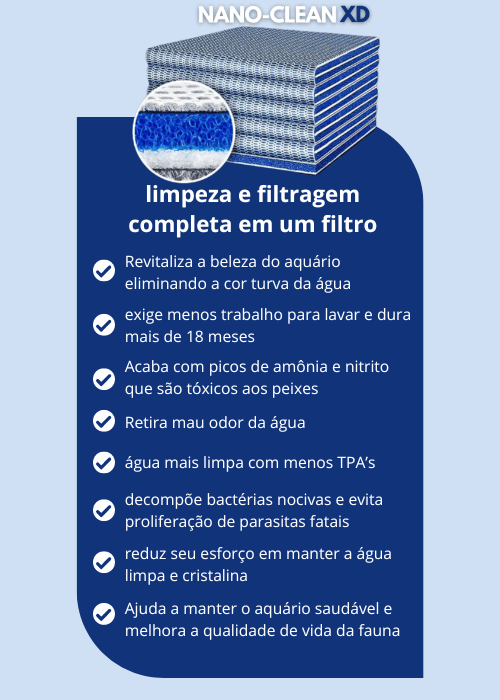 NANO-CLEAN XD
limpeza e filtragem
completa em um filtro
Revitaliza a beleza do aquário
eliminando a cor turva da água
exige menos trabalho para lavar e dura
mais de 18 meses
Acaba com picos de amônia e nitrito
que são tóxicos aos peixes
Retira mau odor da água
água mais limpa com menos TPA’s
decompõe bactérias nocivas e evita
proliferação de parasitas fatais
reduz seu esforço em manter a água
limpa e cristalina
Ajuda a manter o aquário saudável e
melhora a qualidade de vida da fauna